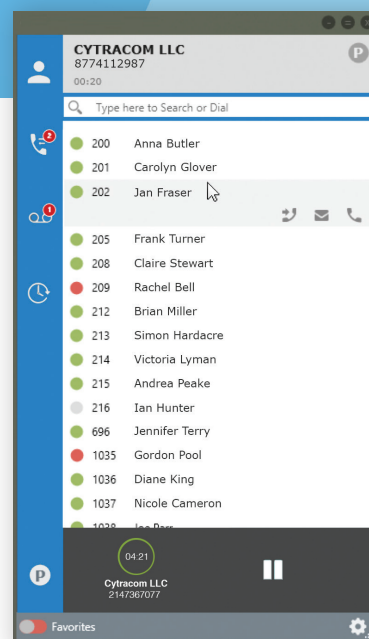 CYTRACOM LLC
8774112987
P
00:20
Type here to Search or Dial
2
200 Anna Butler
201 Carolyn Glover
202 Jan Fraser
1
205 Frank Turner
208 Claire Stewart
209 Rachel Bell
212 Brian Miller
213 Simon Hardacre
214 Victoria Lyman
215 Andrea Peake
216 Ian Hunter
696 Jennifer Terry
1035 Gordon Pool
1036 Diane King
1037 Nicole Cameron
1038 Joe Parr
04:21
P
Cytracom LLC
2147367077
Favorites